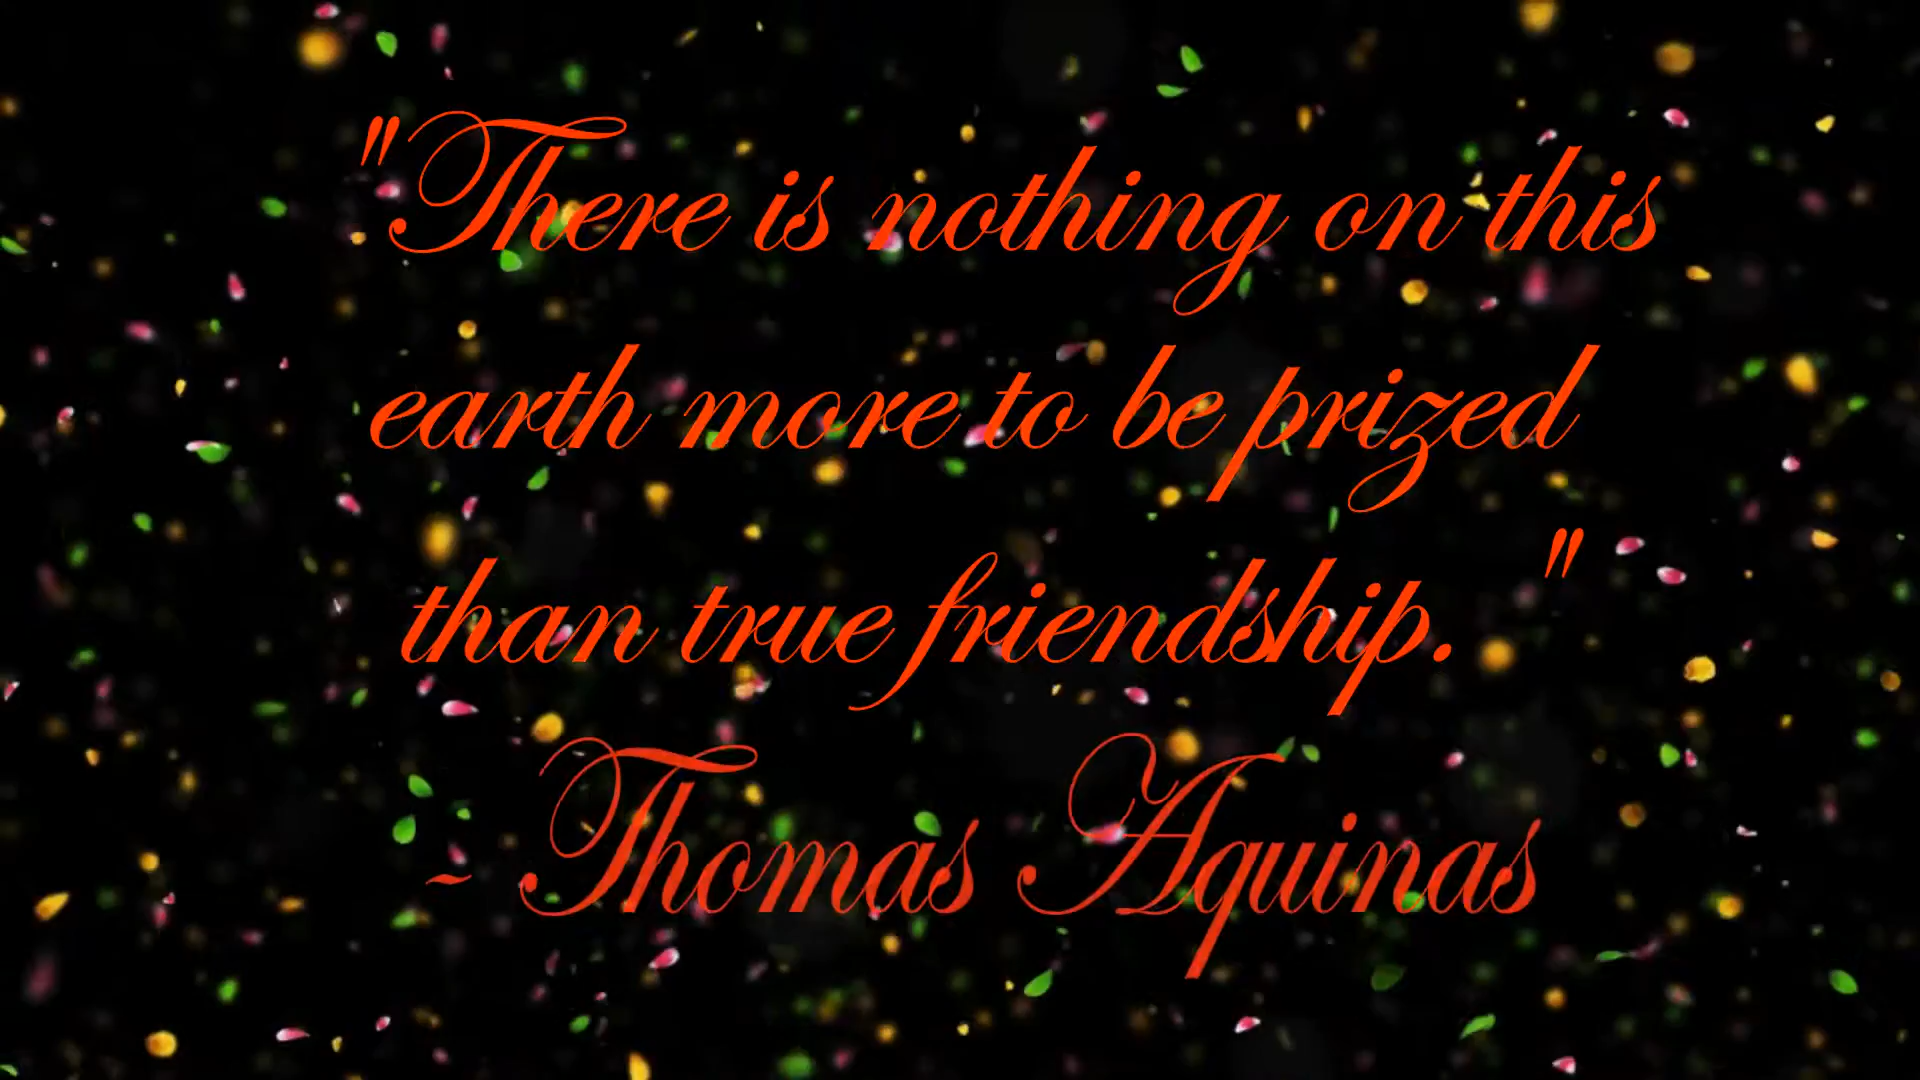 "There is nothing on this
earth more to be prized
than true friendship. "
~ Thomas Aquinas